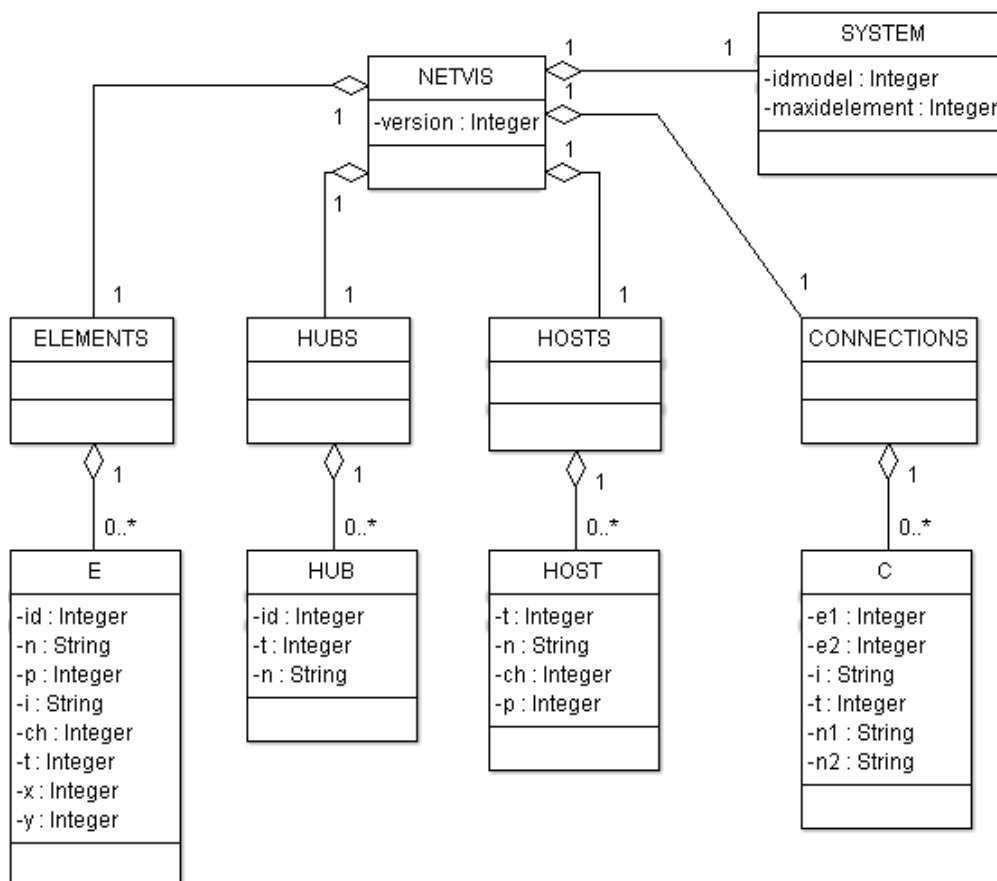 SYSTEM
-idmodel : Integer
-maxidelement : Integer
1
1
NETVIS
-version : Integer
1
1
1
1
1
1
1
1
1
ELEMENTS
HUBS
HOSTS
CONNECTIONS
1
1
1
1
0..*
0..*
0..*
0..*
E
-id : Integer
-n : String
-p : Integer
-i : String
-ch : Integer
-t : Integer
-x : Integer
-y : Integer
HUB
-id : Integer
-t : Integer
-n : String
HOST
-t : Integer
-n : String
-ch : Integer
-p : Integer
C
-e1 : Integer
-e2 : Integer
-i : String
-t : Integer
-n1 : String
-n2 : String